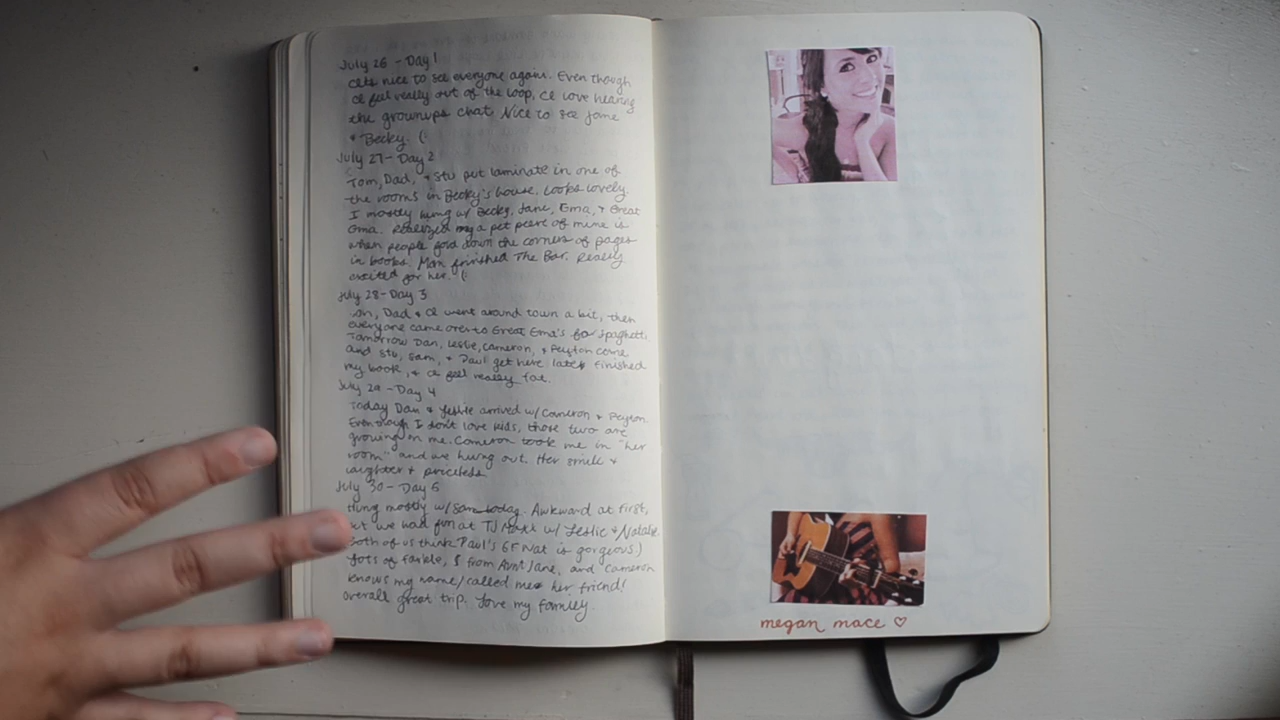 July 26 - Day 1
nice to see everyone again. Even though
feel really out of the loop, love hearing
the grownups chat. Nice to see Jane
+ Becky. (:
July 27 - Day 2
Tom, Dad, + Stu put laminate in one of
the rooms in Becky's house. Looks lovely.
I mostly hung w/ Becky, Jane, Ema, + Great
Ema. Realized a pet peeve of mine is
when people fold down the corners of pages
in books. Mom finished The Bar. Really
excited for her. (:
July 28 - Day 3
Dad + went around town a bit, then
everyone came over to Great Ema's for spaghetti.
Tomorrow Dan, Leslie, Cameron, + Peyton come
and Stu, Sam, + Paul get here later. Finished
my book, + feel really fat.
July 29 - Day 4
Today Dan + Leslie arrived w/ Cameron + Peyton.
Even though I don't love kids, those two are
growing on me. Cameron took me in "her
room" and we hung out. Her smile +
laughter + priceless.
July 30 - Day 5
Hung mostly w/ Sam today. Awkward at first,
but we had fun at TJ Maxx w/ Leslie + Natalie.
Both of us think Paul's GF Nat is gorgeous:)
Lots of farkle, $ from Aunt Jane, and Cameron
knows my name/called me her friend!
Overall great trip. Love my family.
megan mace ♡